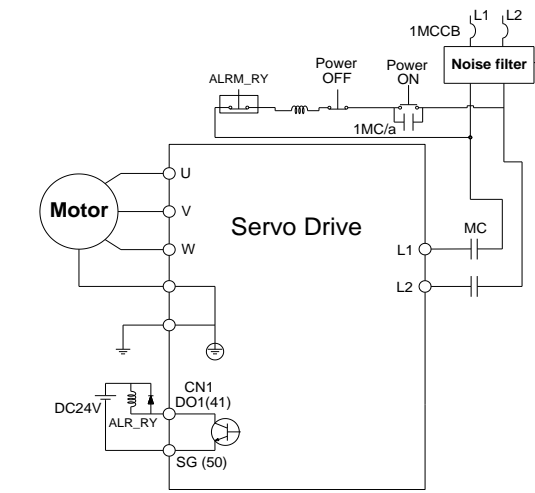 L1 L2
1MCCB
Noise filter
Power OFF
Power ON
ALRM_RY
1MC/a
U
V
W
Motor
Servo Drive
MC
L1
L2
CN1
DO1(41)
DC24V
ALR_RY
SG (50)